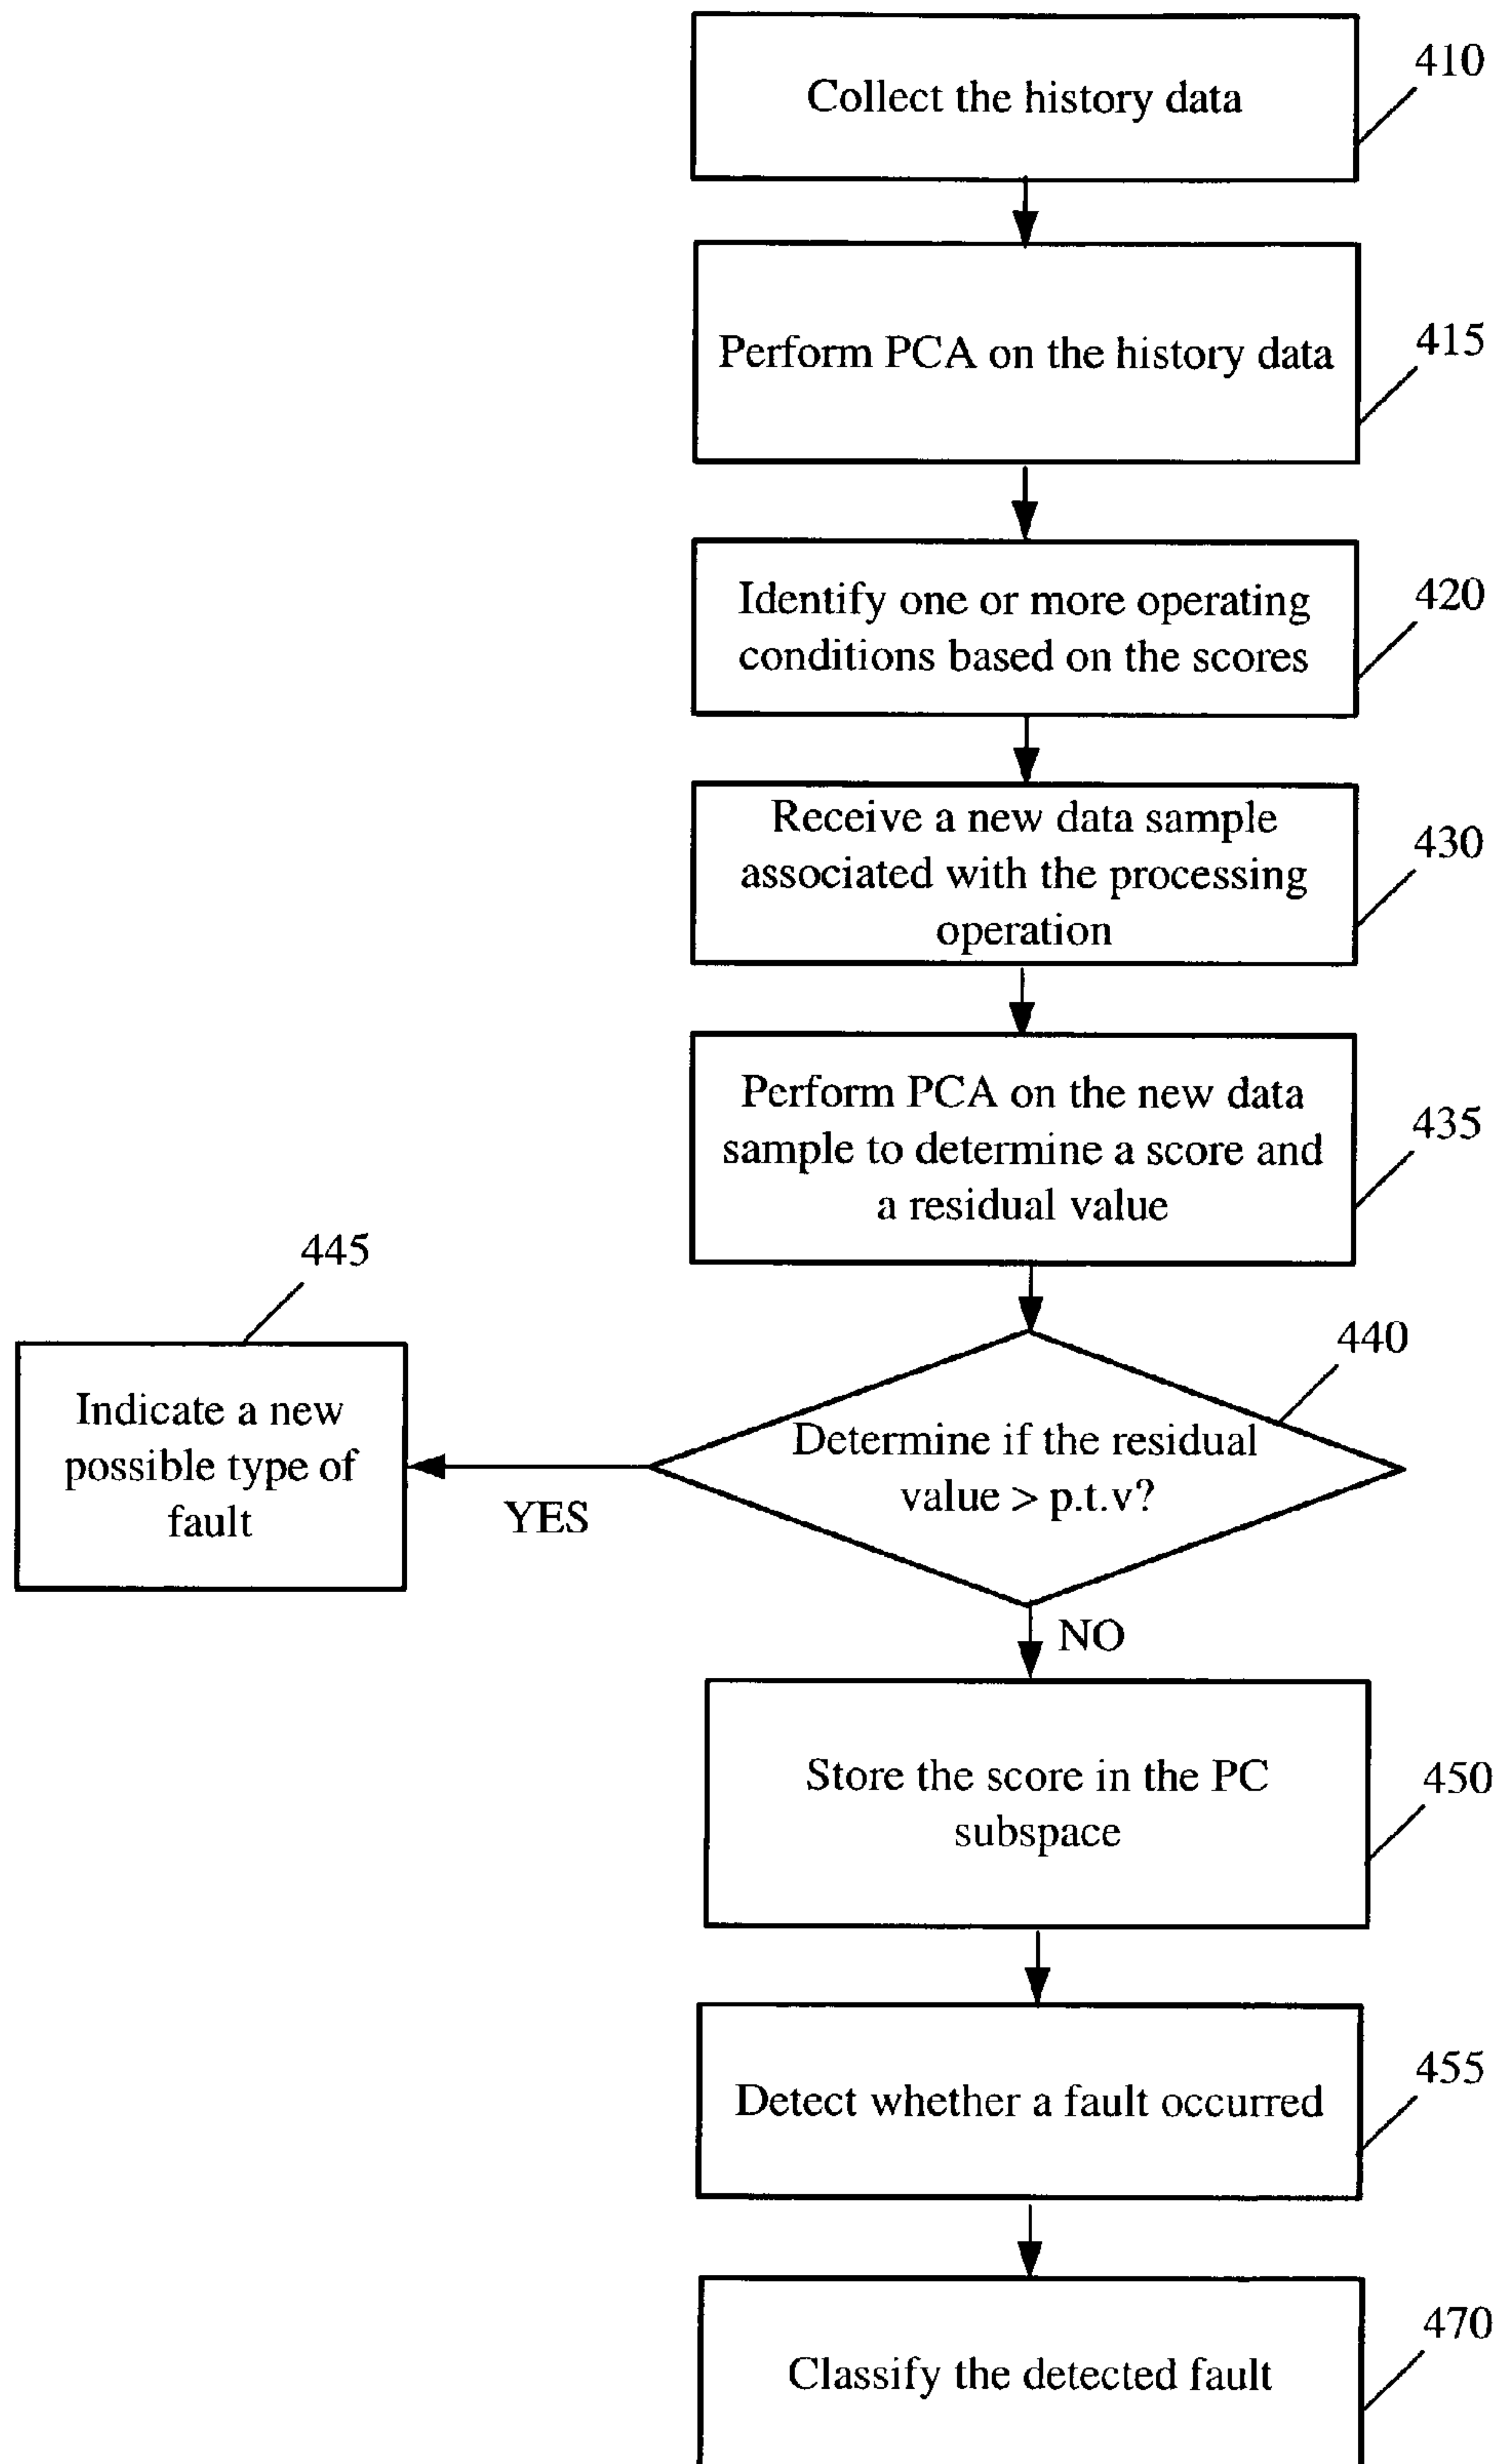 Collect the history data
410
Perform PCA on the history data
415
Identify one or more operating
conditions based on the scores
420
Receive a new data sample
associated with the processing
operation
430
Perform PCA on the new data
sample to determine a score and
a residual value
435
445
Indicate a new
possible type of
fault
YES
440
Determine if the residual
value > p.t.v?
NO
Store the score in the PC
subspace
450
Detect whether a fault occurred
455
Classify the detected fault
470